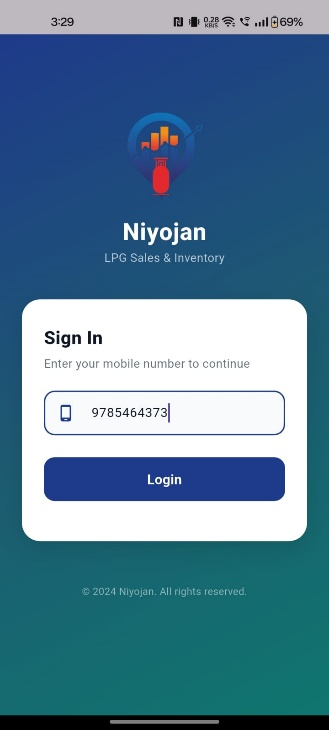 3:29
0.28
KB/S
69%
Niyojan
LPG Sales & Inventory
Sign In
Enter your mobile number to continue
9785464373
Login
© 2024 Niyojan. All rights reserved.